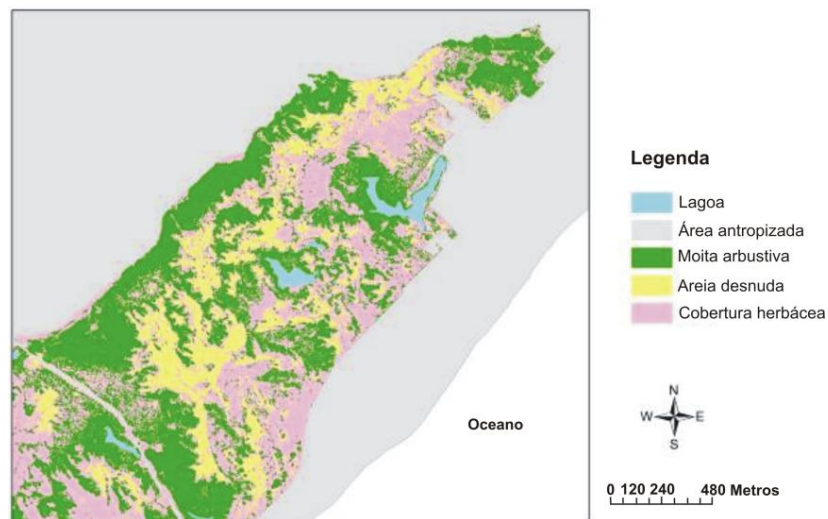 Legenda
Lagoa
Área antropizada
Moita arbustiva
Areia desnuda
Cobertura herbácea
Oceano
N
W E
S
0 120 240 480 Metros